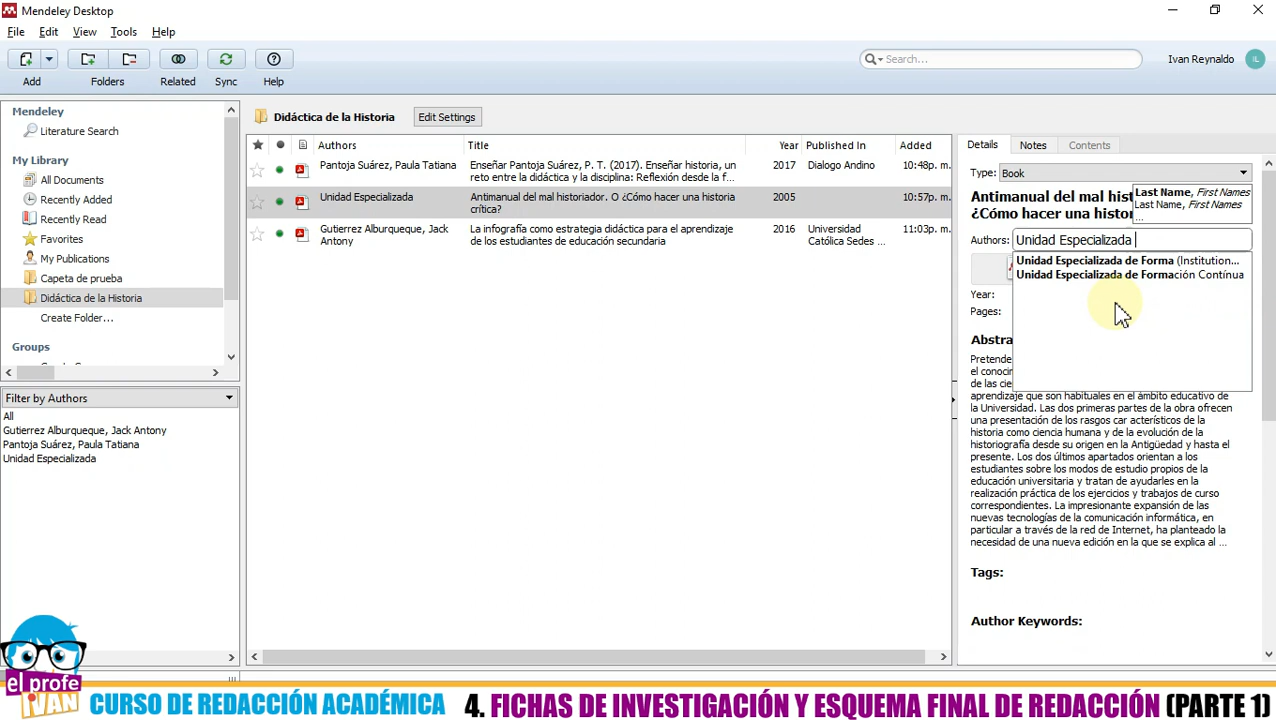 Mendeley Desktop
File Edit View Tools Help
Add Folders Related Sync Help
Search...
Ivan Reynaldo IL
Mendeley
Literature Search
My Library
All Documents
Recently Added
Recently Read
Favorites
My Publications
Capeta de prueba
Didáctica de la Historia
Create Folder...
Groups
Filter by Authors
All
Gutierrez Alburqueque, Jack Antony
Pantoja Suárez, Paula Tatiana
Unidad Especializada
Didáctica de la Historia Edit Settings
Authors Title Year Published In Added
Pantoja Suárez, Paula Tatiana Enseñar Pantoja Suárez, P. T. (2017). Enseñar historia, un 2017 Dialogo Andino 10:48p. m.
reto entre la didáctica y la disciplina: Reflexión desde la f...
Unidad Especializada Antimanual del mal historiador. O ¿Cómo hacer una historia 2005 10:57p. m.
crítica?
Gutierrez Alburqueque, Jack La infografía como estrategia didáctica para el aprendizaje 2016 Universidad 11:03p. m.
Antony de los estudiantes de educación secundaria Católica Sedes ...
Details Notes Contents
Type: Book
Antimanual del mal hist
¿Cómo hacer una histor
Last Name, First Names
Last Name, First Names
...
Authors: Unidad Especializada
Unidad Especializada de Forma (Institution...
Unidad Especializada de Formación Contínua
Year:
Pages:
Abstra
Pretende
el conocin
de las cie
aprendizaje que son habituales en el ámbito educativo de
la Universidad. Las dos primeras partes de la obra ofrecen
una presentación de los rasgos car acterísticos de la
historia como ciencia humana y de la evolución de la
historiografía desde su origen en la Antigüedad y hasta el
presente. Los dos últimos apartados orientan a los
estudiantes sobre los modos de estudio propios de la
educación universitaria y tratan de ayudarles en la
realización práctica de los ejercicios y trabajos de curso
correspondientes. La impresionante expansión de las
nuevas tecnologías de la comunicación informática, en
particular a través de la red de Internet, ha planteado la
necesidad de una nueva edición en la que se explica al ...
Tags:
Author Keywords:
el profe
IVAN
CURSO DE REDACCIÓN ACADÉMICA 4. FICHAS DE INVESTIGACIÓN Y ESQUEMA FINAL DE REDACCIÓN (PARTE 1)